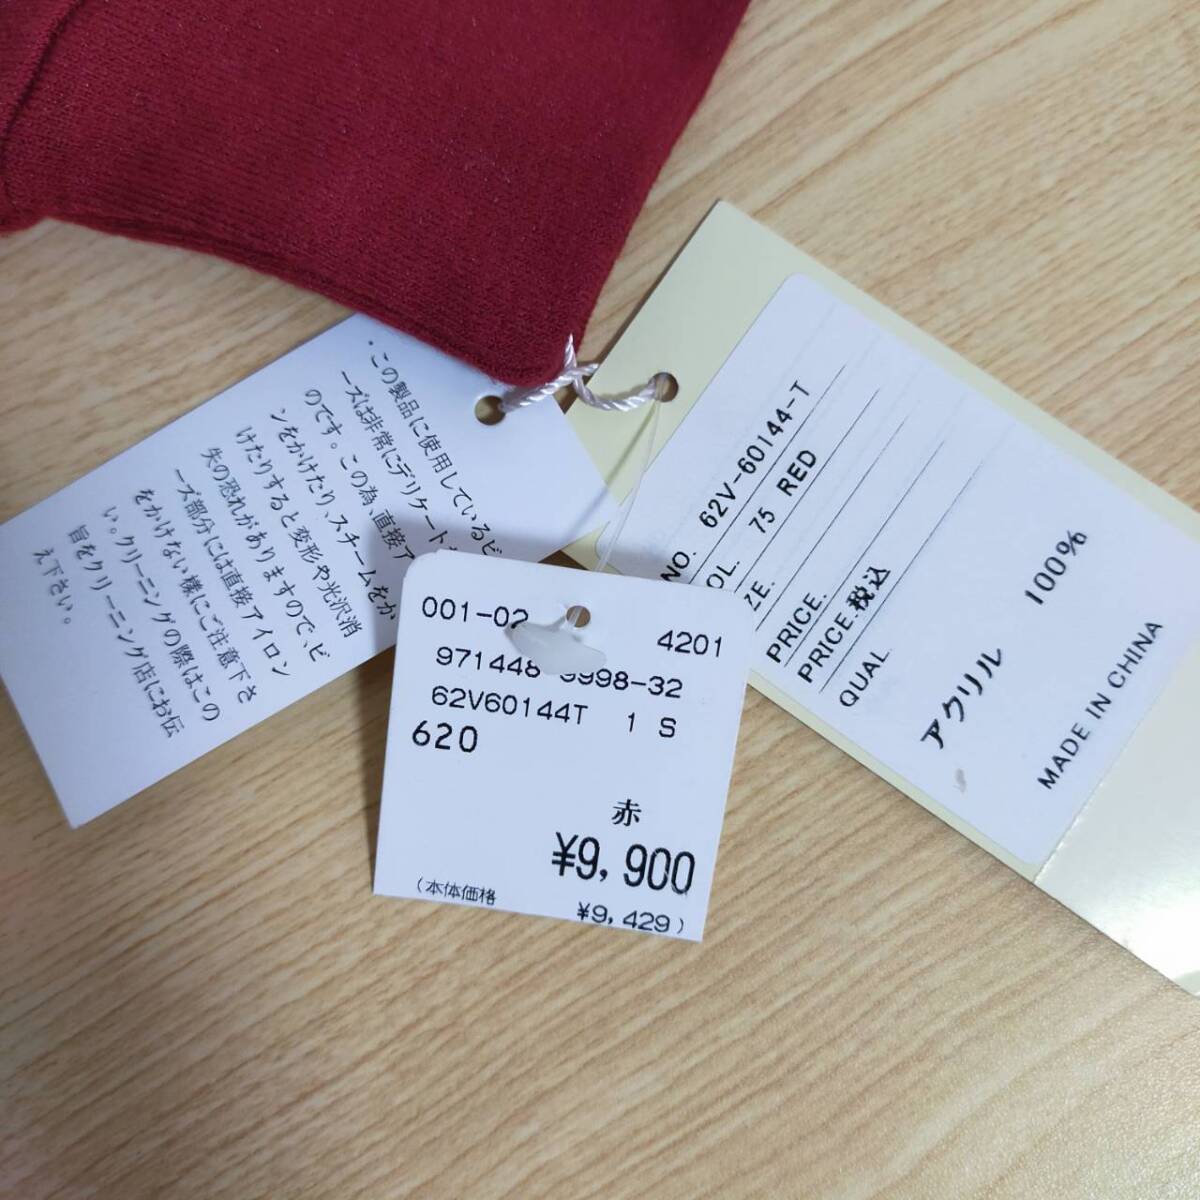 ・この製品に使用しているビ
ーズは非常にデリケート
のです。この為、直接ア
ンをかけたり、スチームをか
けたりすると変形や光沢消
失の恐れがありますので、ビ
ーズ部分には直接アイロン
をかけない様にご注意下さ
い。クリーニングの際はこの
旨をクリーニング店にお伝
え下さい。
NO. 62V-60144-T
OL. 75 RED
ZE.
PRICE.
PRICE.税込
QUAL.
アクリル 100%
MADE IN CHINA
001-02 4201
971448 9998-32
62V60144T 1 S
620
赤
¥9,900
(本体価格 ¥9,429)